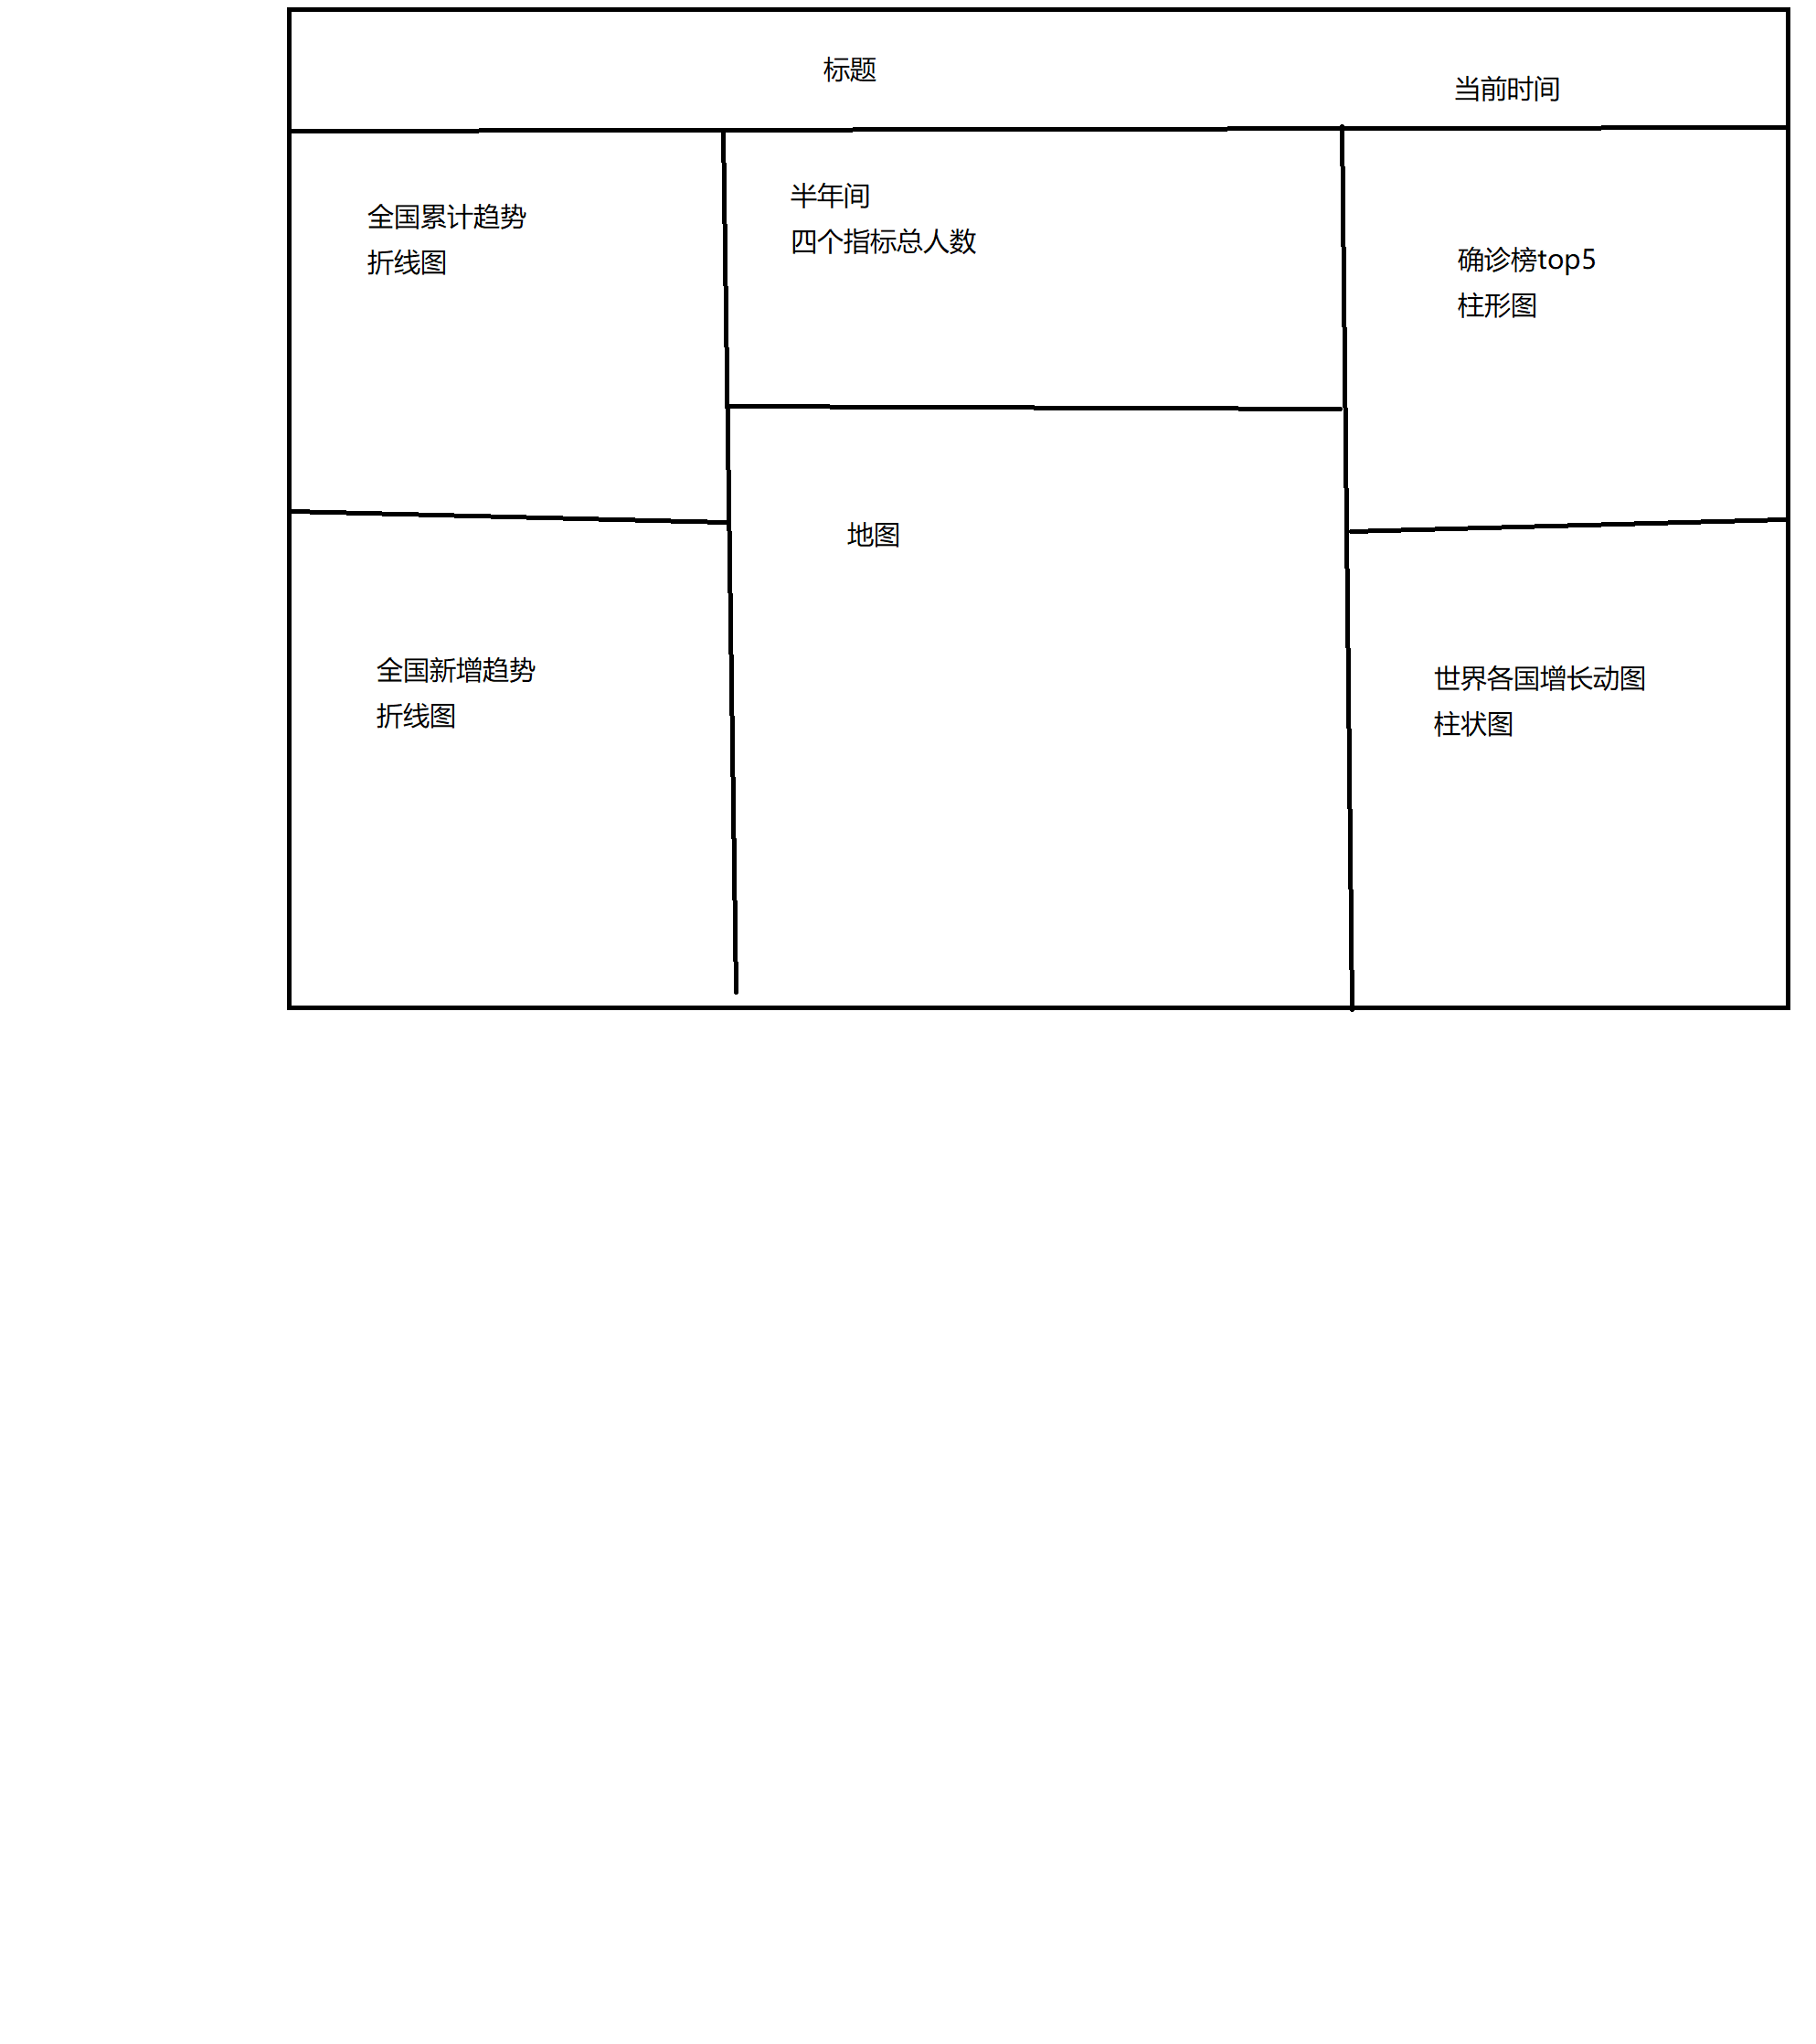 标题
当前时间
全国累计趋势
折线图
半年间
四个指标总人数
确诊榜top5
柱形图
地图
全国新增趋势
折线图
世界各国增长动图
柱状图